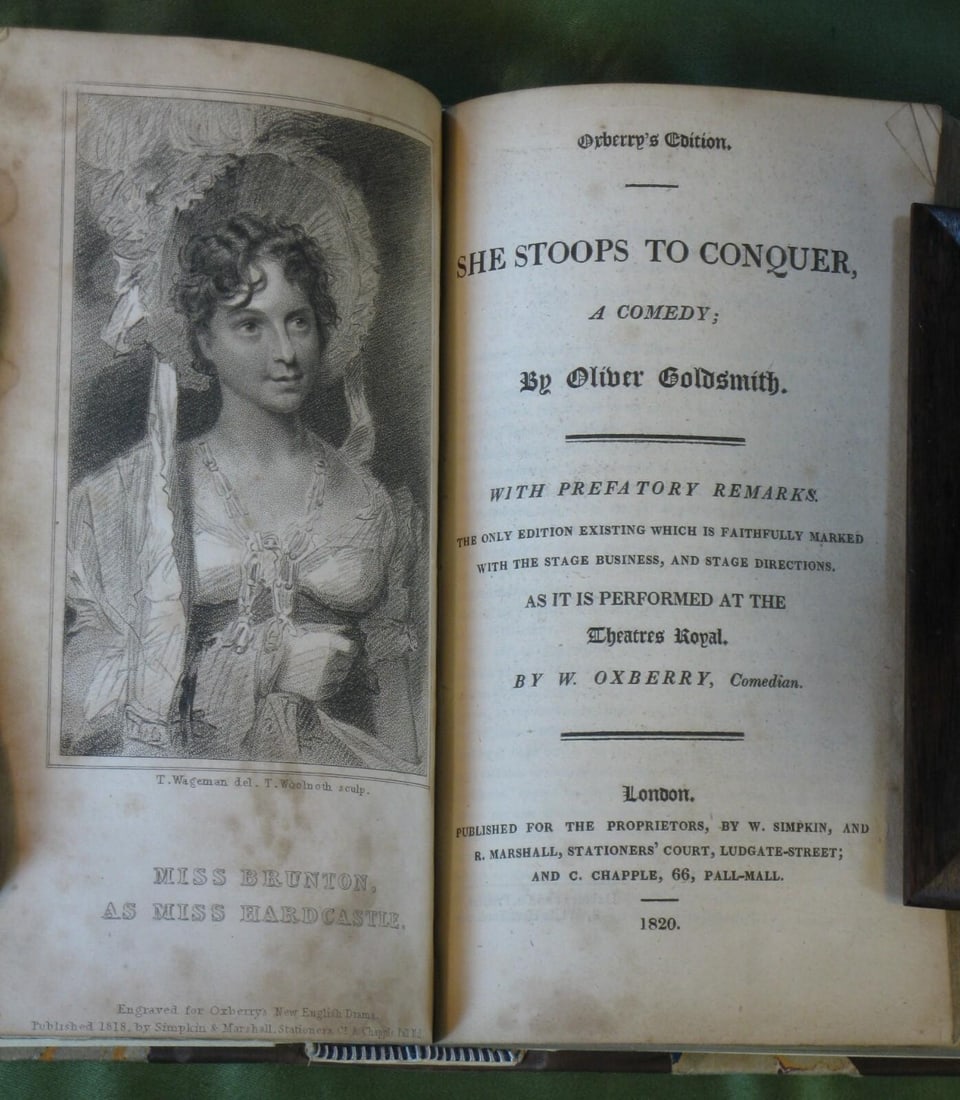 T. Wageman del. T. Woolnoth sculp.
MISS BRUNTON,
AS MISS HARDCASTLE.
Engraved for Oxberry's New English Drama.
Published 1818, by Simpkin & Marshall, Stationers Ct. & Chapple Pall Mall
Oxberry's Edition.
SHE STOOPS TO CONQUER,
A COMEDY;
By Oliver Goldsmith.
WITH PREFATORY REMARKS.
THE ONLY EDITION EXISTING WHICH IS FAITHFULLY MARKED
WITH THE STAGE BUSINESS, AND STAGE DIRECTIONS.
AS IT IS PERFORMED AT THE
Theatres Royal.
BY W. OXBERRY, Comedian.
London.
PUBLISHED FOR THE PROPRIETORS, BY W. SIMPKIN, AND
R. MARSHALL, STATIONERS' COURT, LUDGATE-STREET;
AND C. CHAPPLE, 66, PALL-MALL.
1820.